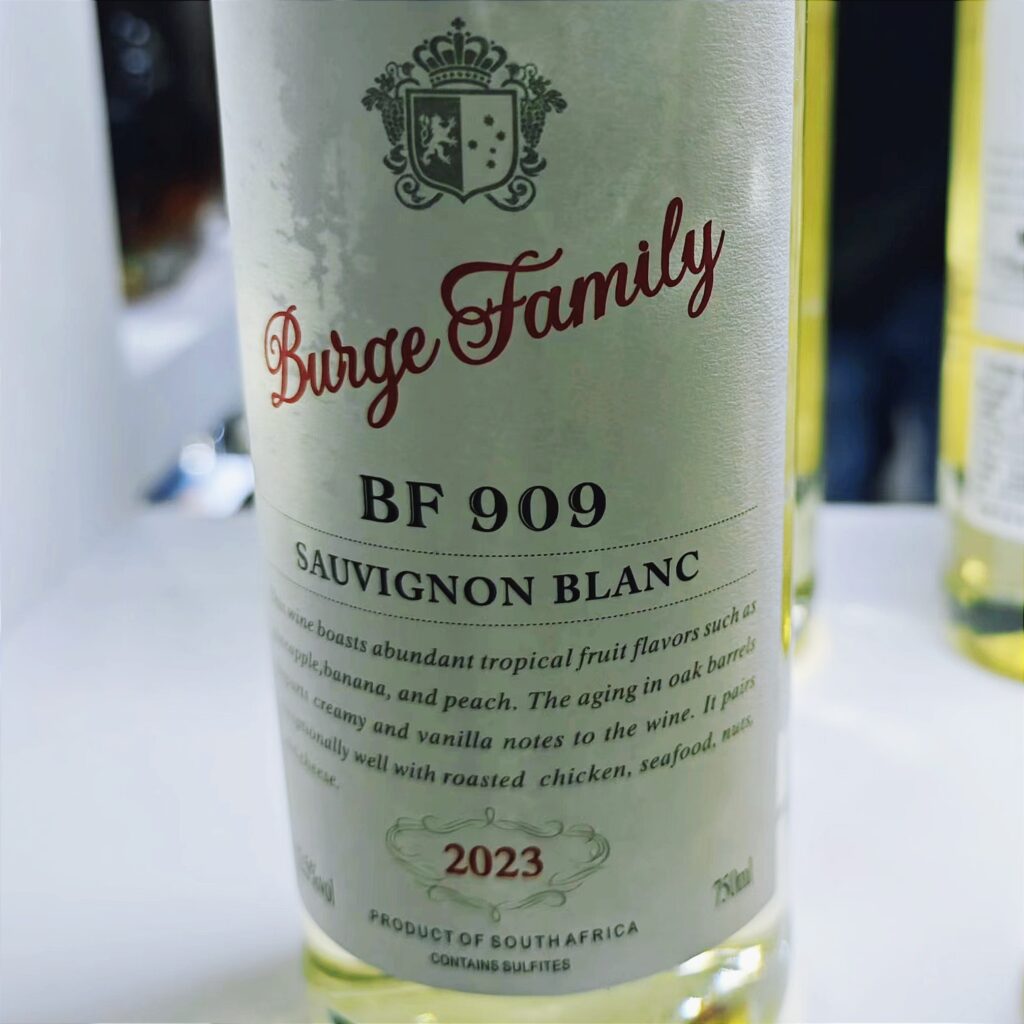 Burge Family
BF 909
SAUVIGNON BLANC
wine boasts abundant tropical fruit flavors such as
banana, and peach. The aging in oak barrels
creamy and vanilla notes to the wine. It pairs
well with roasted chicken, seafood, nuts,
cheese.
2023
750ml
PRODUCT OF SOUTH AFRICA
CONTAINS SULFITES